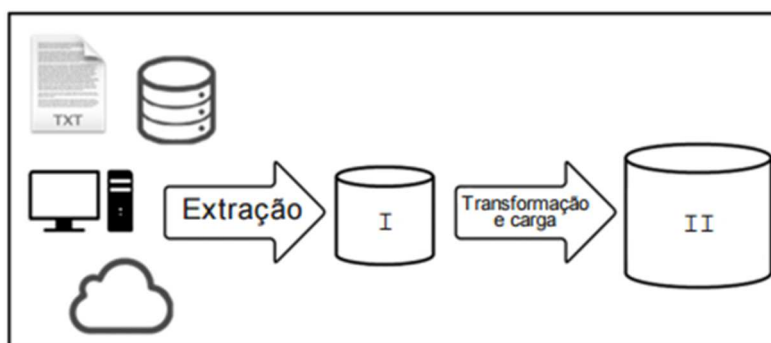 TXT
Extração
I
Transformação
e carga
II